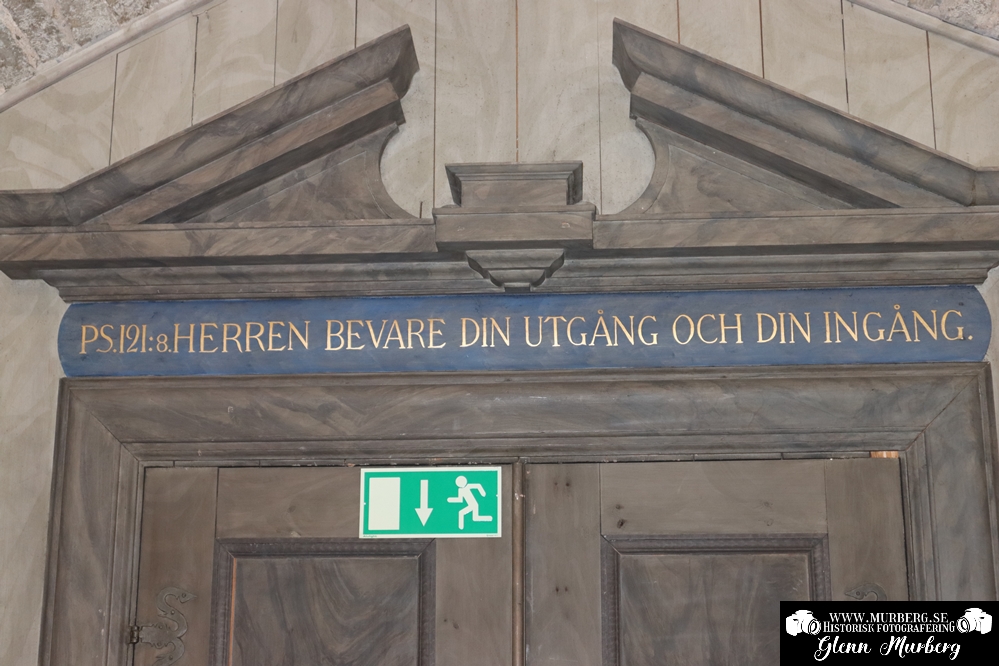 PS.121:8.HERREN BEVARE DIN UTGÅNG OCH DIN INGÅNG.
WWW.MURBERG.SE
HISTORISK FOTOGRAFERING
Glenn Murberg